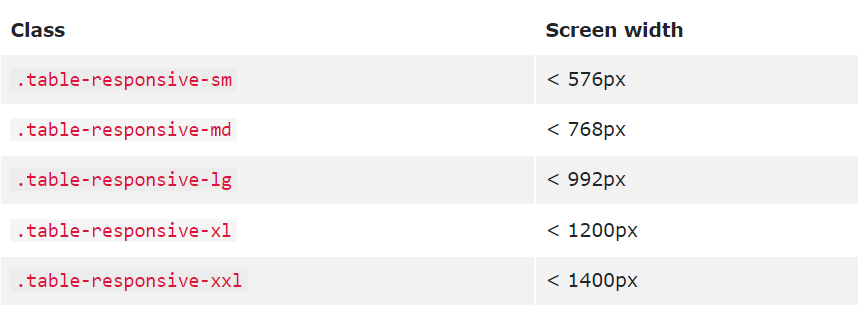 Class Screen width
.table-responsive-sm < 576px
.table-responsive-md < 768px
.table-responsive-lg < 992px
.table-responsive-xl < 1200px
.table-responsive-xxl < 1400px